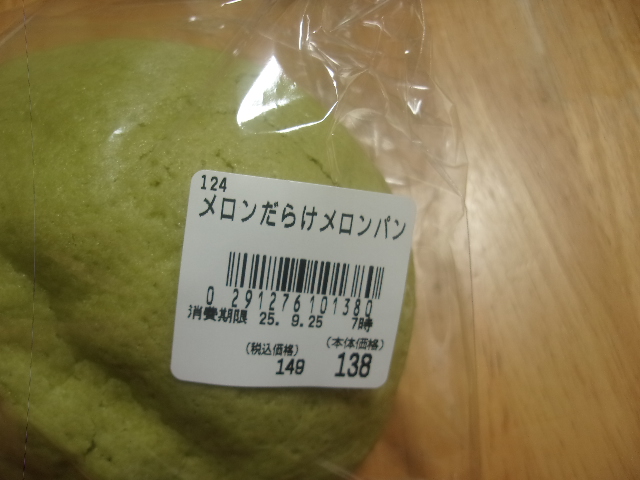 124
メロンだらけメロンパン
0 291276101380
消費期限 25. 9.25 7時
(税込価格) (本体価格)
149 138